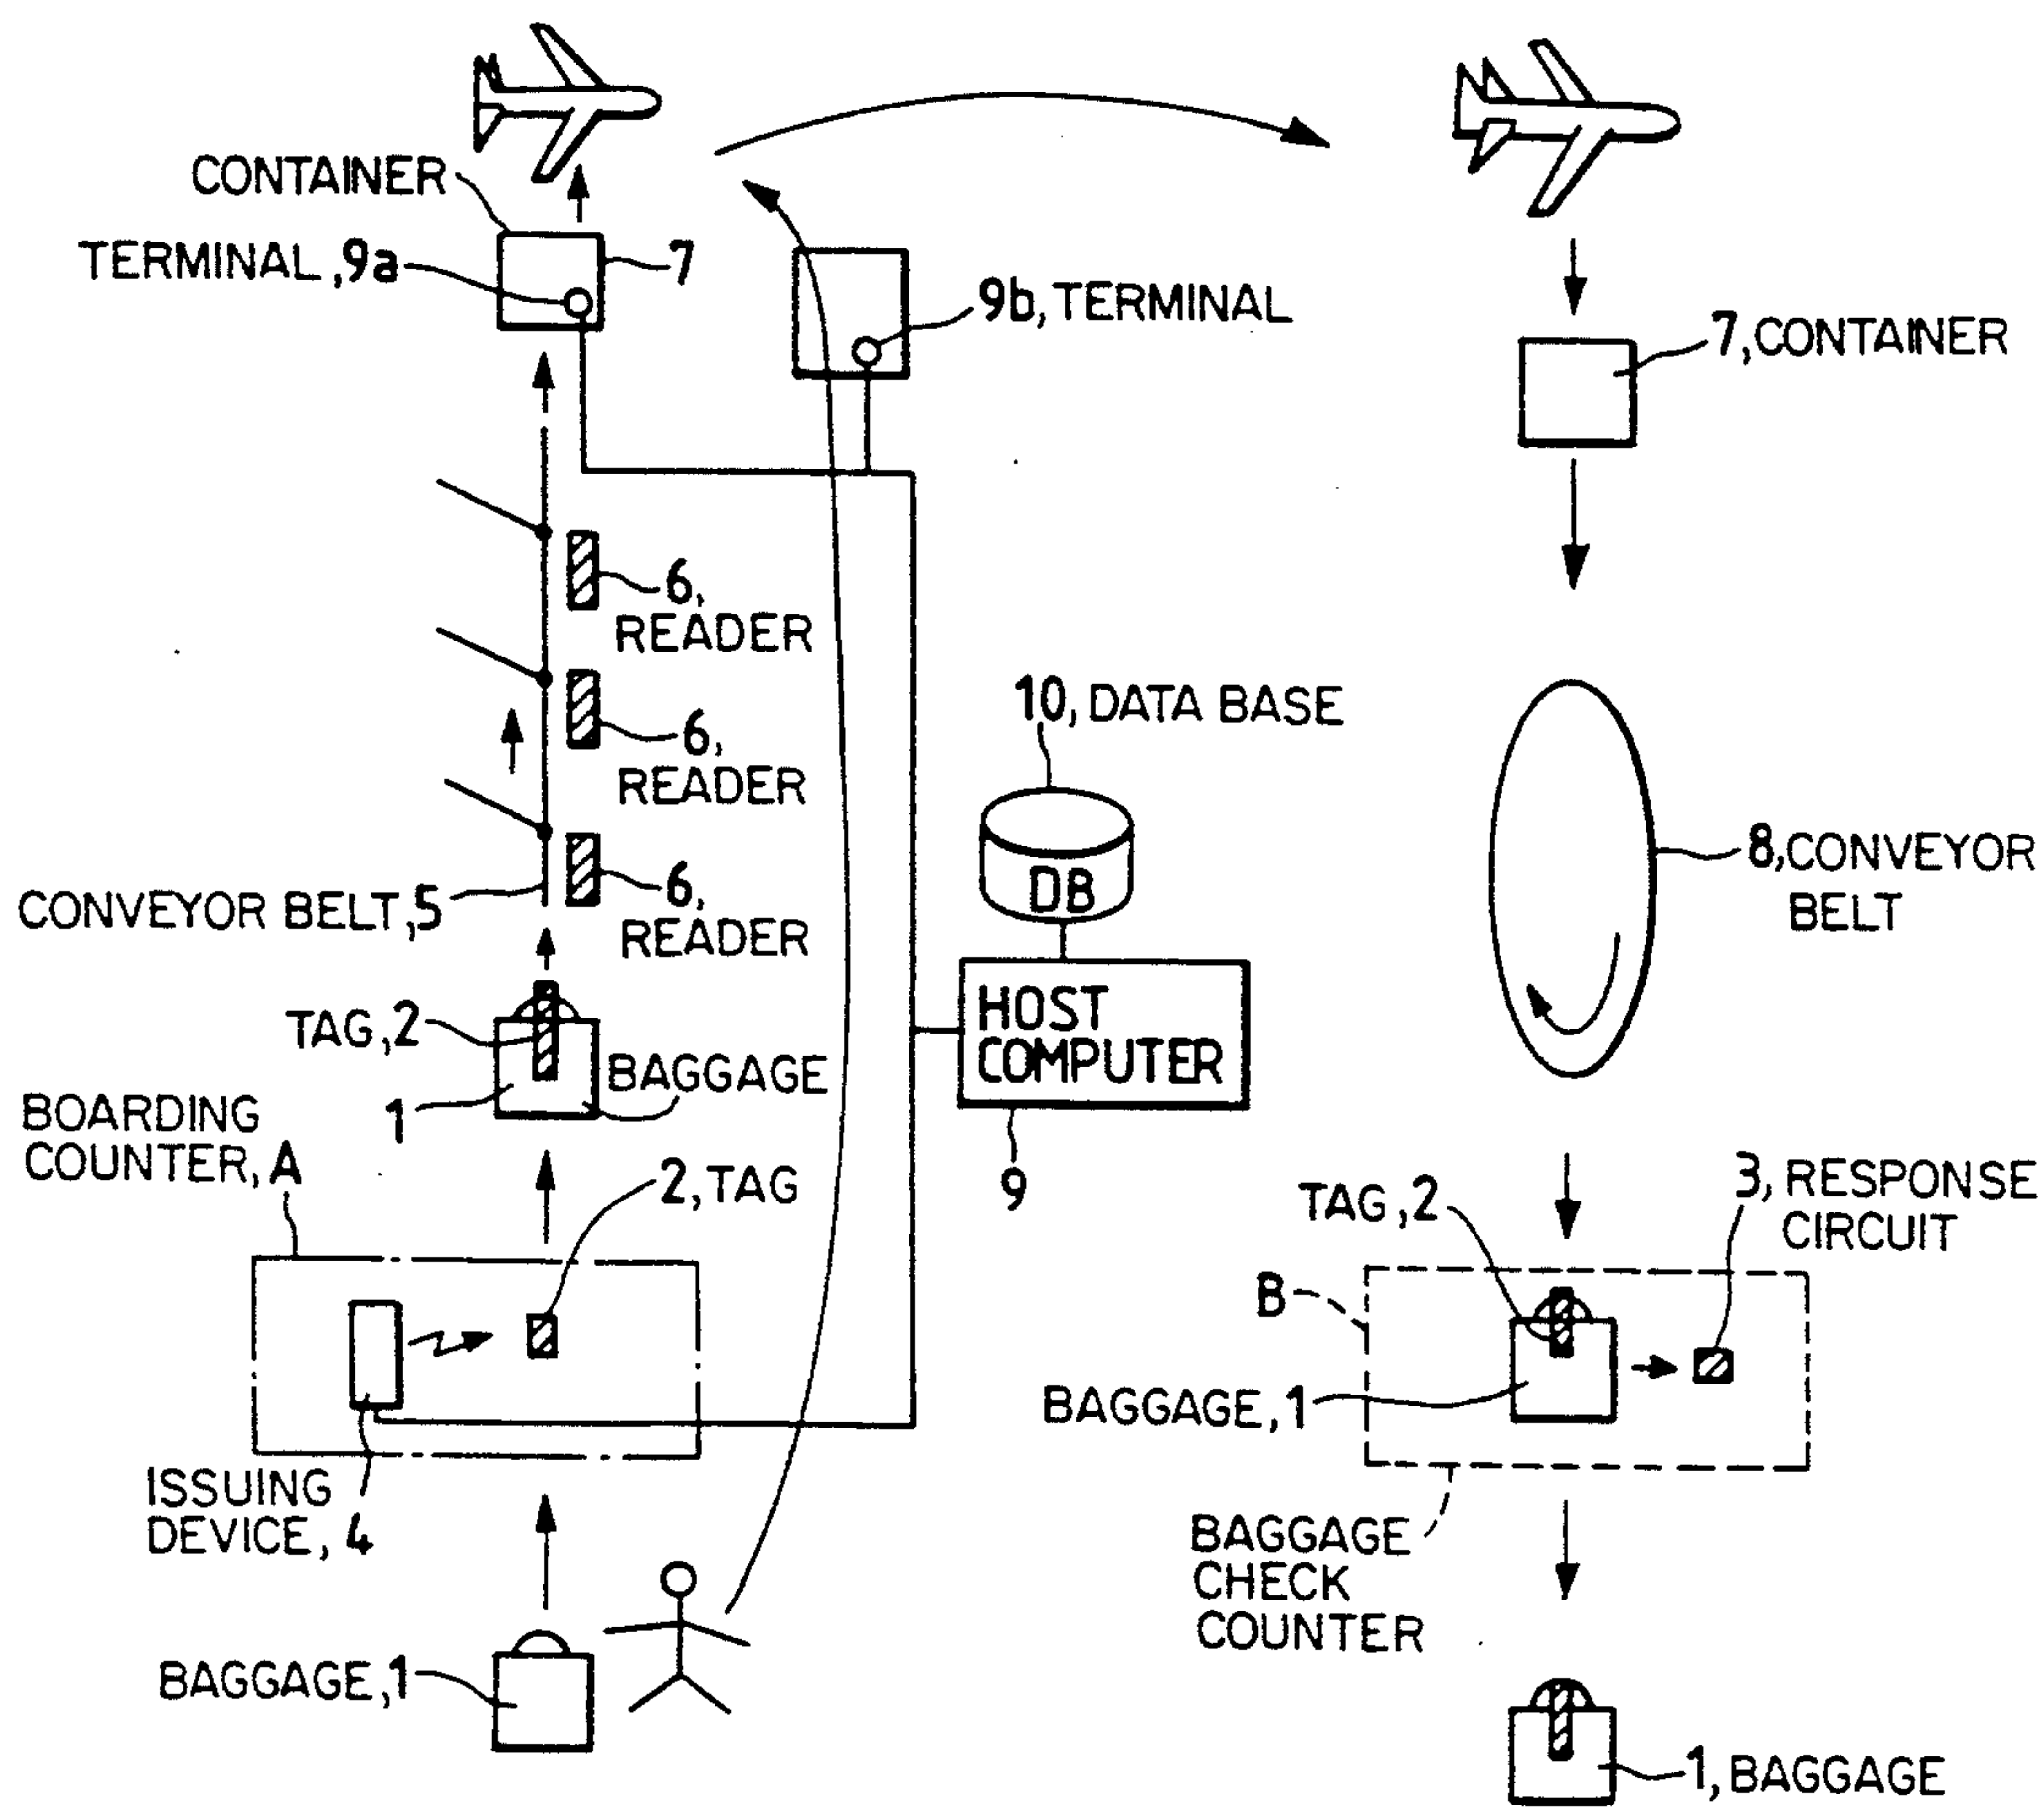 CONTAINER
TERMINAL, 9a
7
9b, TERMINAL
7, CONTAINER
6,
READER
6,
READER
10, DATA BASE
DB
8, CONVEYOR
BELT
6,
READER
CONVEYOR BELT, 5
HOST
COMPUTER
9
TAG, 2
BAGGAGE
1
BOARDING
COUNTER, A
2, TAG
TAG, 2
3, RESPONSE
CIRCUIT
B
BAGGAGE, 1
ISSUING
DEVICE, 4
BAGGAGE
CHECK
COUNTER
BAGGAGE, 1
1, BAGGAGE